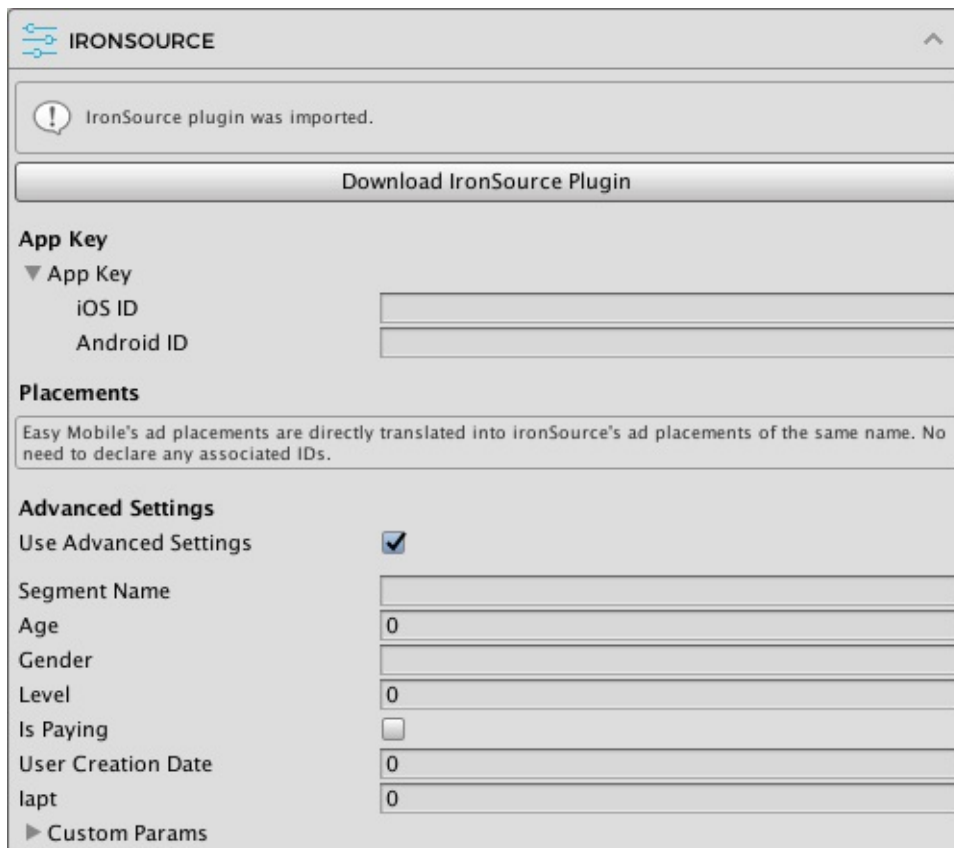 IRONSOURCE
IronSource plugin was imported.
Download IronSource Plugin
App Key
App Key
iOS ID
Android ID
Placements
Easy Mobile's ad placements are directly translated into ironSource's ad placements of the same name. No
need to declare any associated IDs.
Advanced Settings
Use Advanced Settings
Segment Name
Age 0
Gender
Level 0
Is Paying
User Creation Date 0
Iapt 0
Custom Params